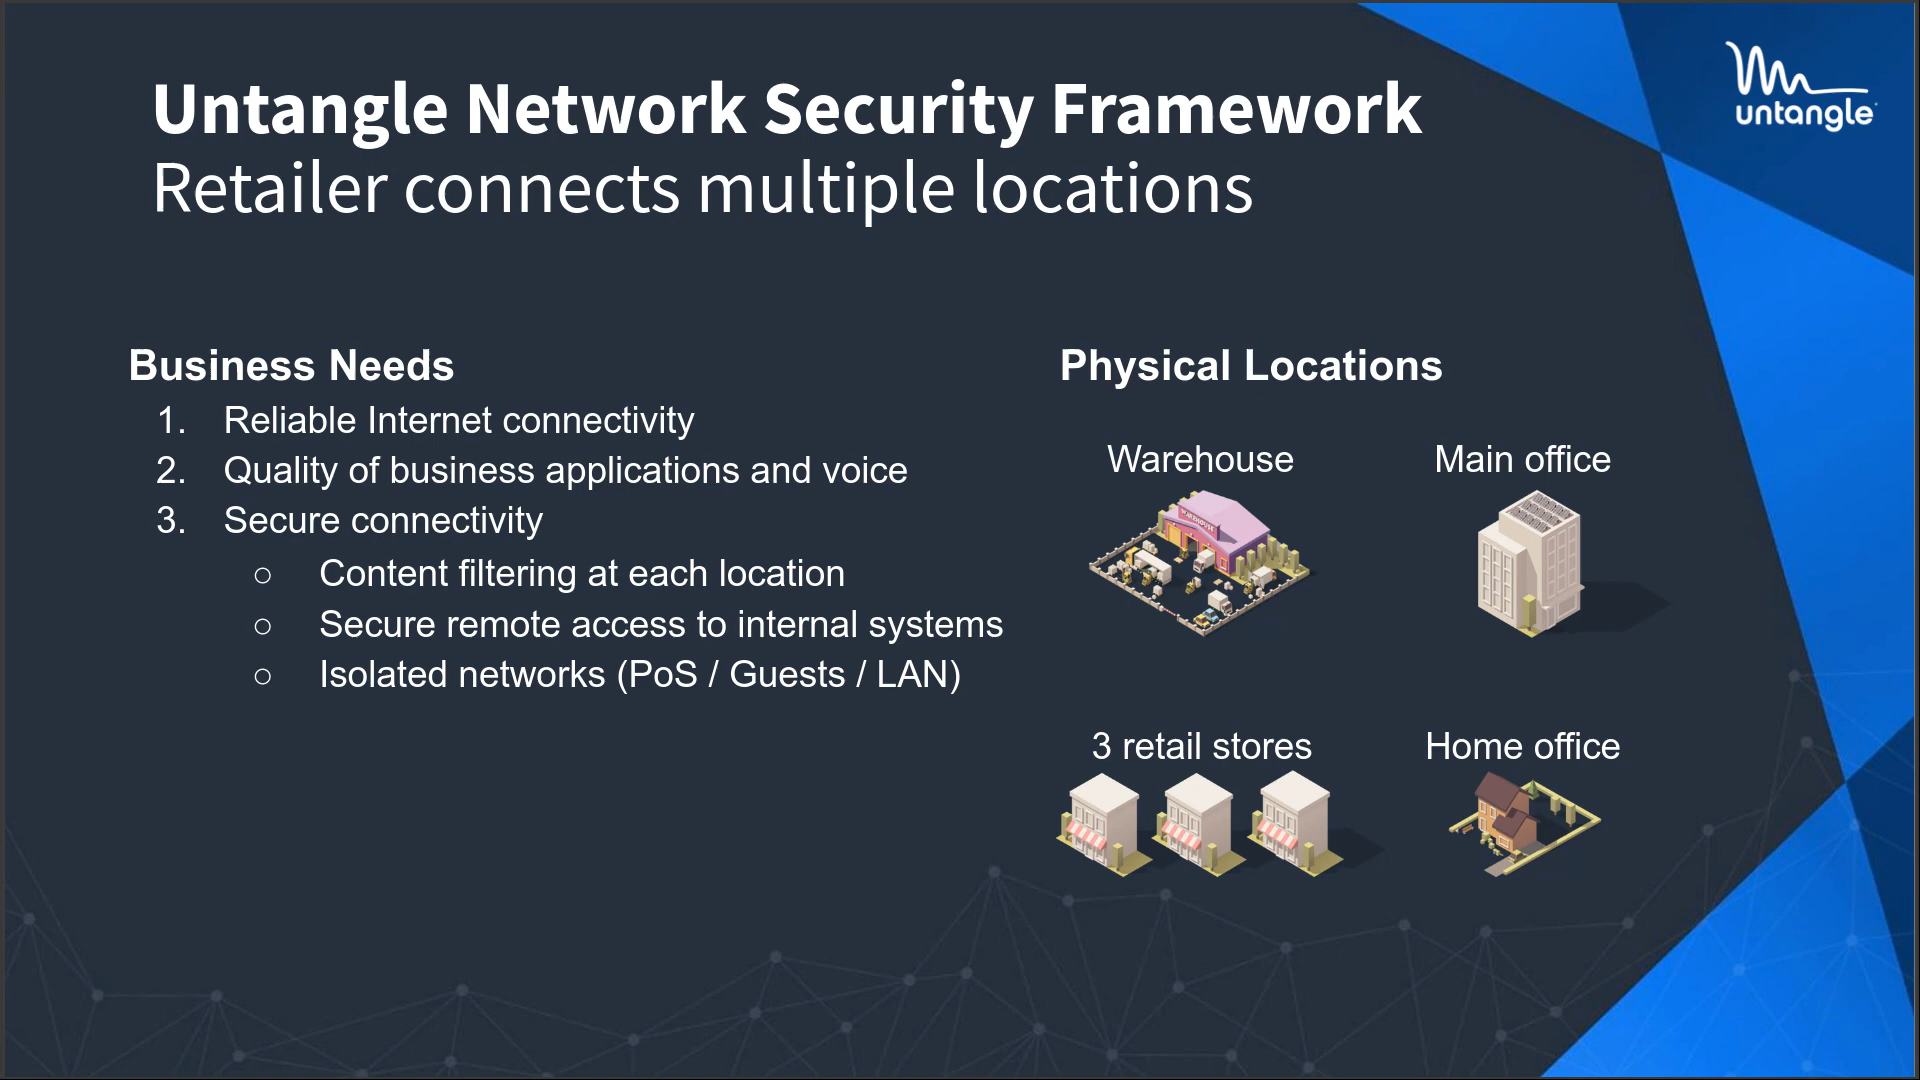 untangle
Untangle Network Security Framework
Retailer connects multiple locations
Business Needs
1. Reliable Internet connectivity
2. Quality of business applications and voice
3. Secure connectivity
○ Content filtering at each location
○ Secure remote access to internal systems
○ Isolated networks (PoS / Guests / LAN)
Physical Locations
Warehouse
Main office
WAREHOUSE
3 retail stores
Home office